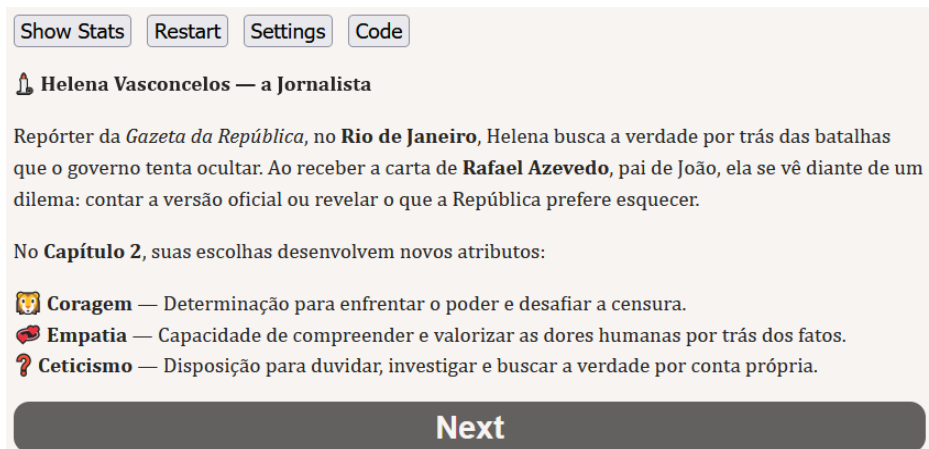 Show Stats Restart Settings Code
Helena Vasconcelos — a Jornalista
Repórter da Gazeta da República, no Rio de Janeiro, Helena busca a verdade por trás das batalhas
que o governo tenta ocultar. Ao receber a carta de Rafael Azevedo, pai de João, ela se vê diante de um
dilema: contar a versão oficial ou revelar o que a República prefere esquecer.
No Capítulo 2, suas escolhas desenvolvem novos atributos:
Coragem — Determinação para enfrentar o poder e desafiar a censura.
Empatia — Capacidade de compreender e valorizar as dores humanas por trás dos fatos.
❓ Ceticismo — Disposição para duvidar, investigar e buscar a verdade por conta própria.
Next